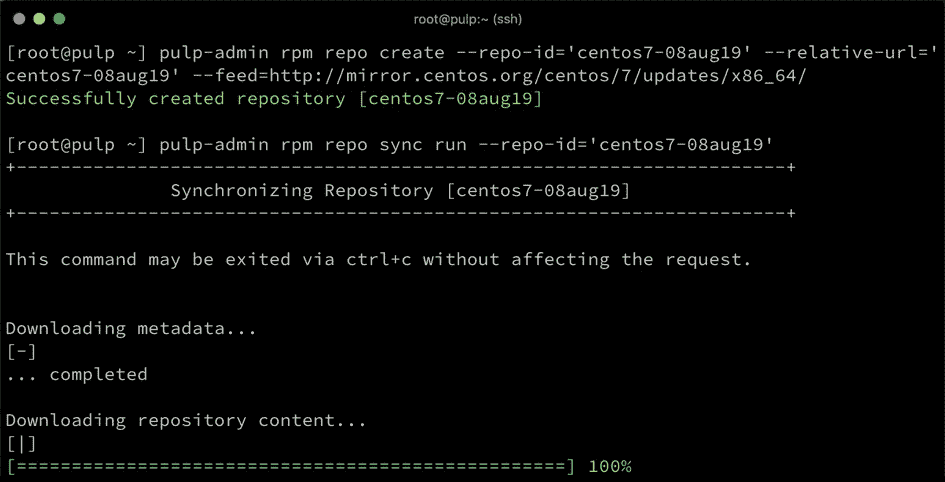 root@pulp:~ (ssh)
[root@pulp ~] pulp-admin rpm repo create --repo-id='centos7-08aug19' --relative-url='
centos7-08aug19' --feed=http://mirror.centos.org/centos/7/updates/x86_64/
Successfully created repository [centos7-08aug19]
[root@pulp ~] pulp-admin rpm repo sync run --repo-id='centos7-08aug19'
+----------------------------------------------------------------------+
Synchronizing Repository [centos7-08aug19]
+----------------------------------------------------------------------+
This command may be exited via ctrl+c without affecting the request.
Downloading metadata...
[-]
... completed
Downloading repository content...
[|]
[==================================================] 100%